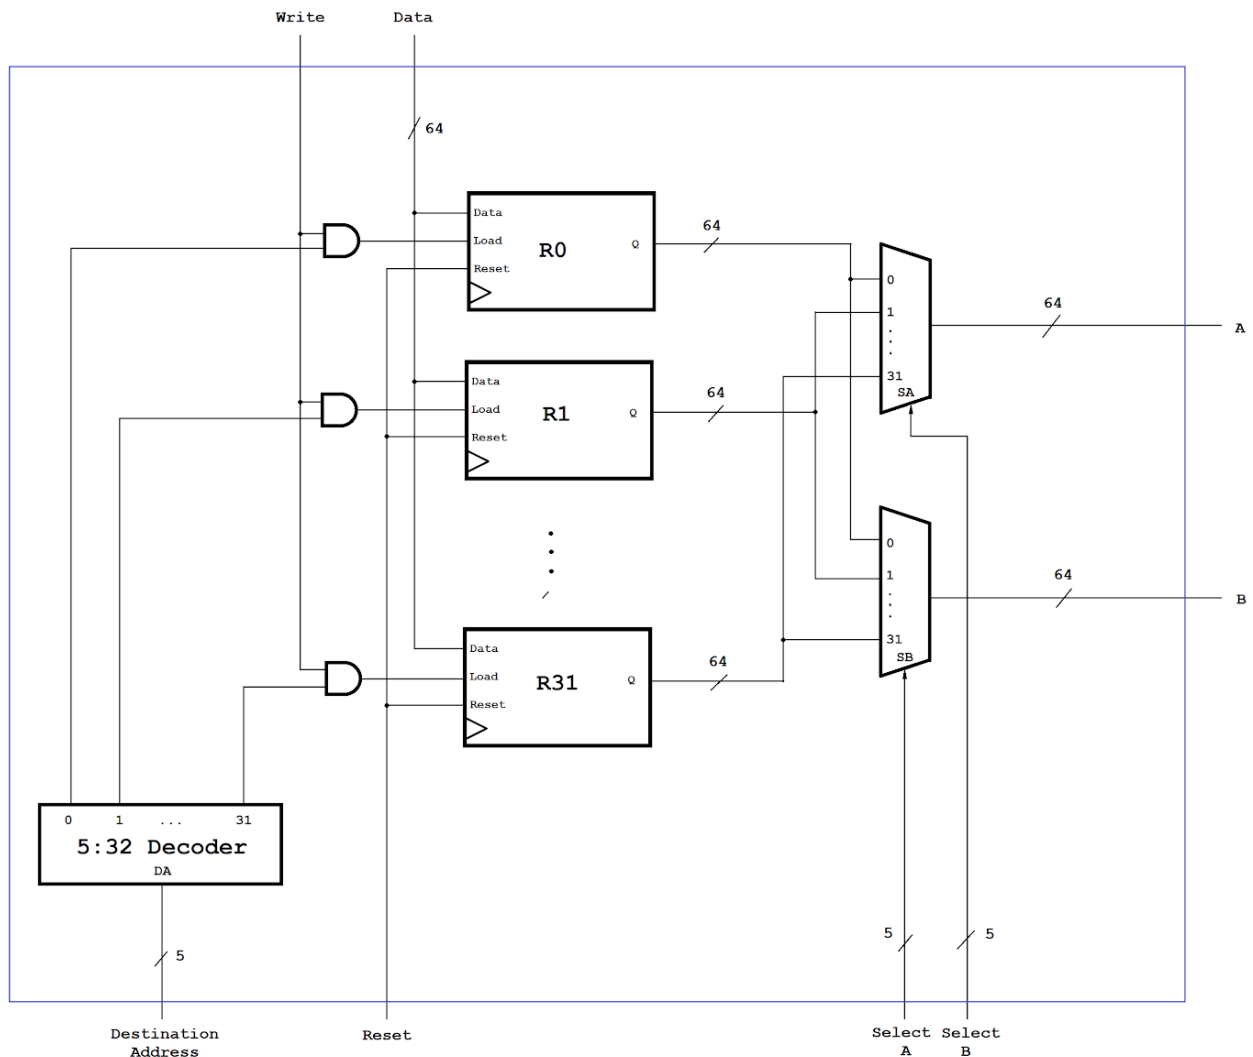 Write Data
64
Data
Load
Reset
R0
Q
64
0
1
.
.
.
31
SA
64
A
Data
Load
Reset
R1
Q
64
0
1
.
.
.
31
SB
64
B
Data
Load
Reset
R31
Q
64
0 1 ... 31
5:32 Decoder
DA
5
5 5
Destination
Address
Reset
Select
A
Select
B